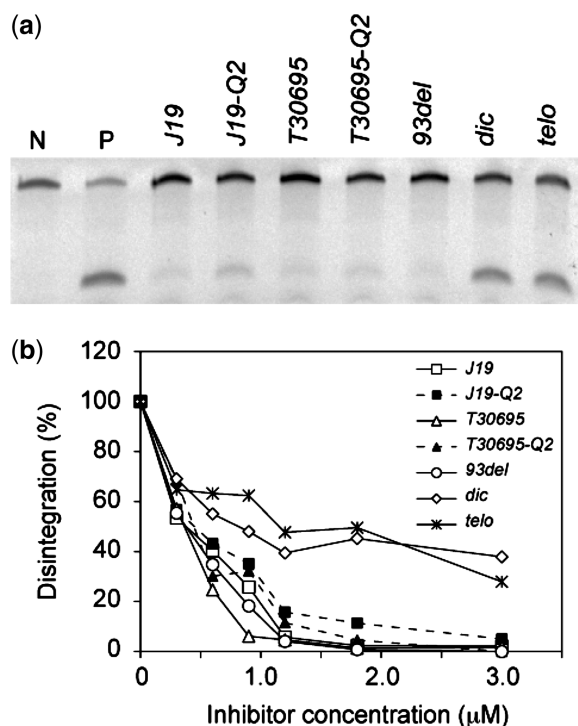 (a)
N P J19 J19-Q2 T30695 T30695-Q2 93del dic telo
(b)
120
100
80
60
40
20
0
Disintegration (%)
J19
J19-Q2
T30695
T30695-Q2
93del
dic
telo
0 1.0 2.0 3.0
Inhibitor concentration (μM)